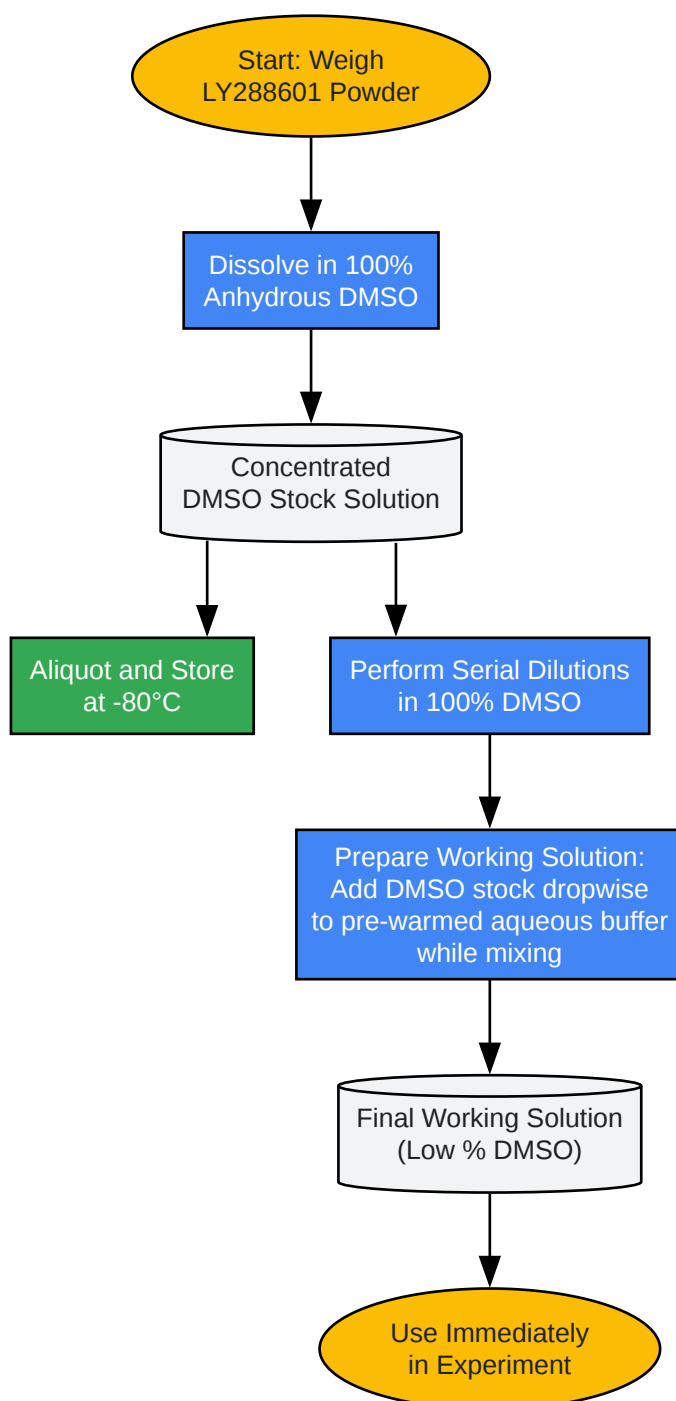 Start: Weigh
LY288601 Powder
Dissolve in 100%
Anhydrous DMSO
Concentrated
DMSO Stock Solution
Aliquot and Store
at -80°C
Perform Serial Dilutions
in 100% DMSO
Prepare Working Solution:
Add DMSO stock dropwise
to pre-warmed aqueous buffer
while mixing
Final Working Solution
(Low % DMSO)
Use Immediately
in Experiment